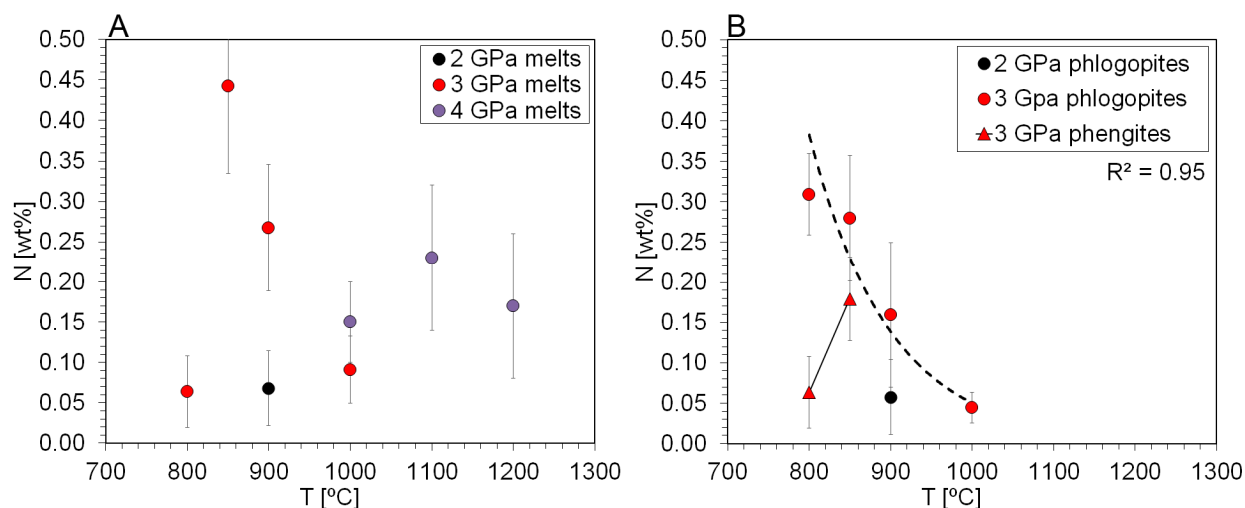 A
N [wt%]
0.50
0.45
0.40
0.35
0.30
0.25
0.20
0.15
0.10
0.05
0.00
700 800 900 1000 1100 1200 1300
T [ºC]
2 GPa melts
3 GPa melts
4 GPa melts
B
N [wt%]
0.50
0.45
0.40
0.35
0.30
0.25
0.20
0.15
0.10
0.05
0.00
700 800 900 1000 1100 1200 1300
T [ºC]
2 GPa phlogopites
3 Gpa phlogopites
3 GPa phengites
R² = 0.95